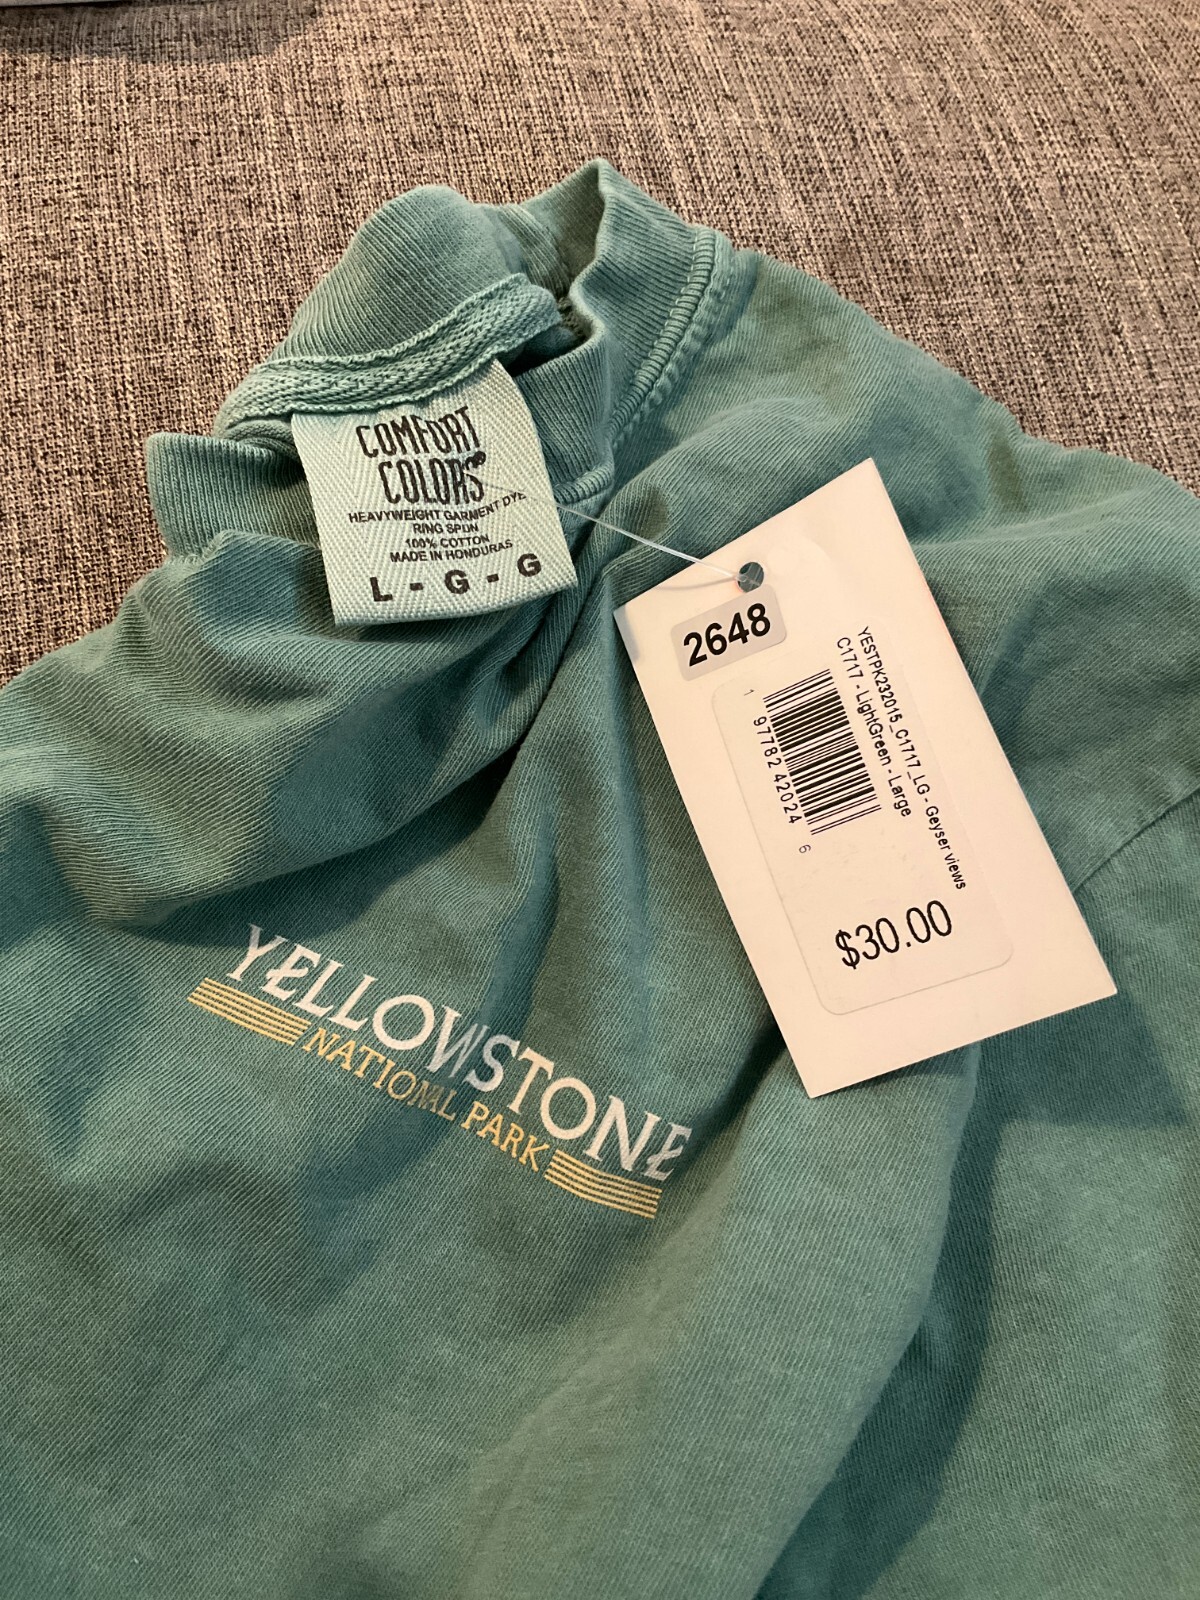 COMFORT
COLORS
HEAVYWEIGHT GARMENT DYE
RING SPUN
100% COTTON
MADE IN HONDURAS
L - G - G
2648
YESTPK232015_C1717_LG - Geyser views
C1717 - LightGreen - Large
1 97782 42024 6
$30.00
YELLOWSTONE
NATIONAL PARK